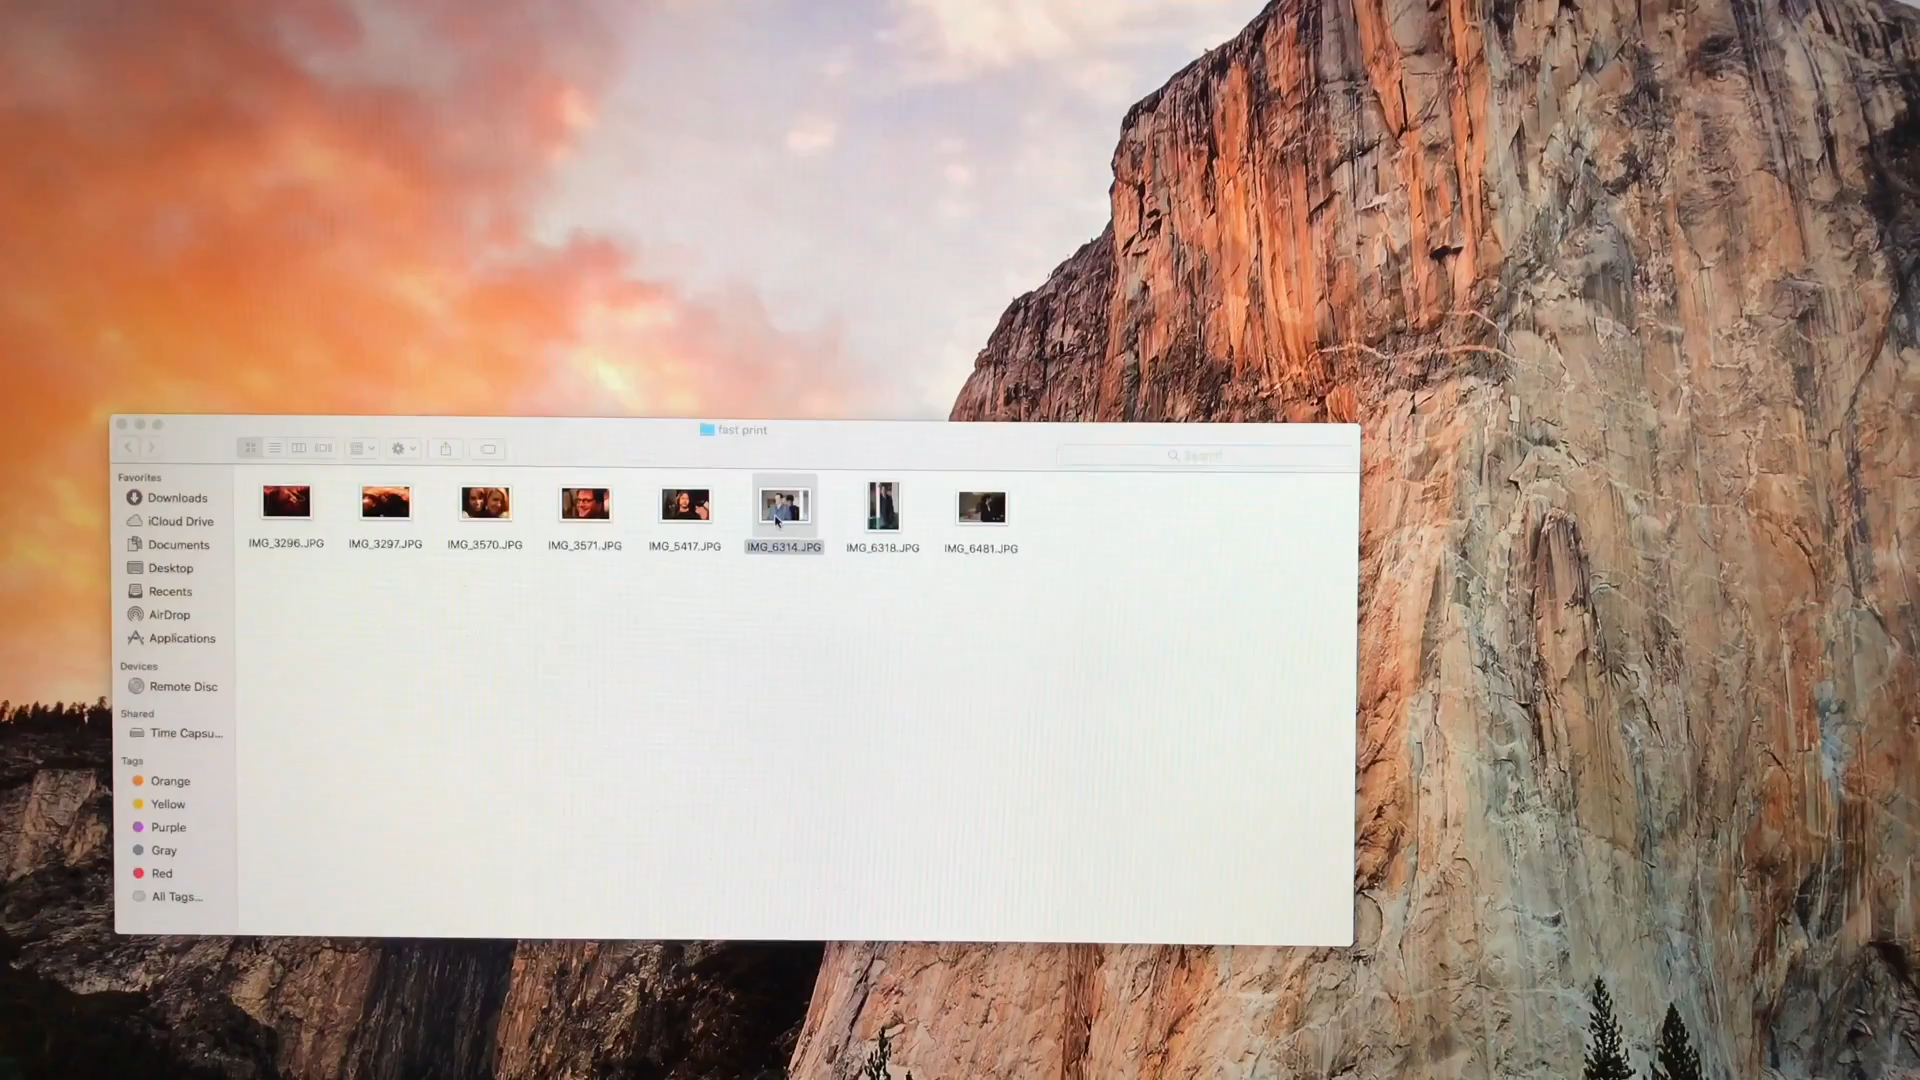 fast print
Search
Favorites
Downloads
iCloud Drive
Documents
Desktop
Recents
AirDrop
Applications
Devices
Remote Disc
Shared
Time Capsu...
Tags
Orange
Yellow
Purple
Gray
Red
All Tags...
IMG_3296.JPG
IMG_3297.JPG
IMG_3570.JPG
IMG_3571.JPG
IMG_5417.JPG
IMG_6314.JPG
IMG_6318.JPG
IMG_6481.JPG